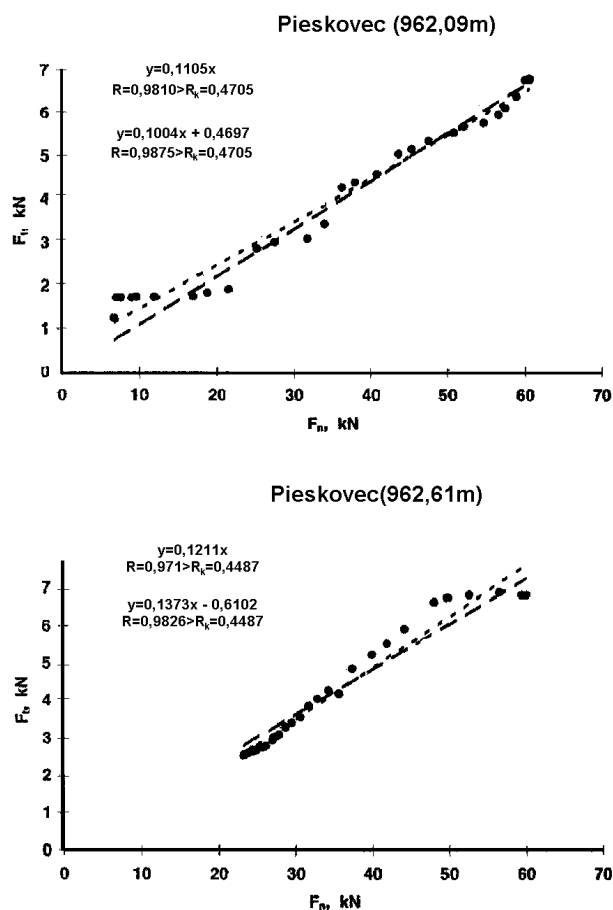 Pieskovec (962,09m)
y=0,1105x
R=0,9810>Rk=0,4705
y=0,1004x + 0,4697
R=0,9875>Rk=0,4705
7
6
5
4
3
2
1
0
Ft, kN
0 10 20 30 40 50 60 70
Fn, kN
Pieskovec(962,61m)
y=0,1211x
R=0,971>Rk=0,4487
y=0,1373x - 0,6102
R=0,9826>Rk=0,4487
7
6
5
4
3
2
1
0
Ft, kN
0 10 20 30 40 50 60 70
Fn, kN